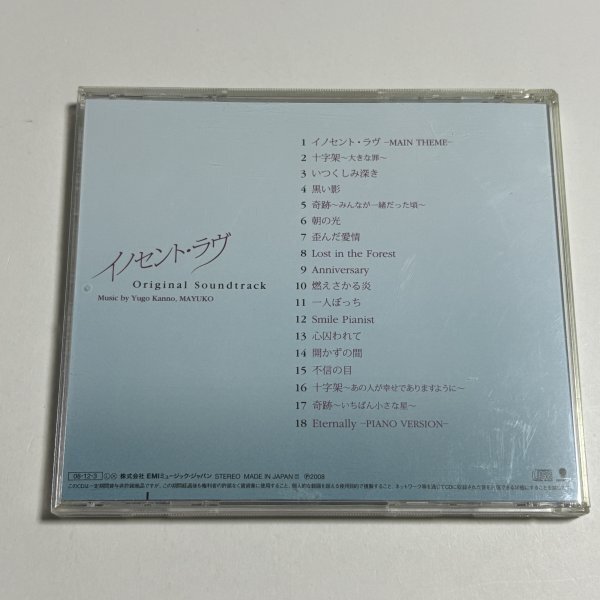 イノセント・ラヴ
Original Soundtrack
Music by Yugo Kanno, MAYUKO
1 イノセント・ラヴ -MAIN THEME-
2 十字架〜大きな罪〜
3 いつくしみ深き
4 黒い影
5 奇跡〜みんなが一緒だった頃〜
6 朝の光
7 歪んだ愛情
8 Lost in the Forest
9 Anniversary
10 燃えさかる炎
11 一人ぼっち
12 Smile Pianist
13 心囚われて
14 開かずの間
15 不信の目
16 十字架〜あの人が幸せでありますように〜
17 奇跡〜いちばん小さな星〜
18 Eternally -PIANO VERSION-
08・12・3 株式会社 EMIミュージック・ジャパン STEREO MADE IN JAPAN ℗2008